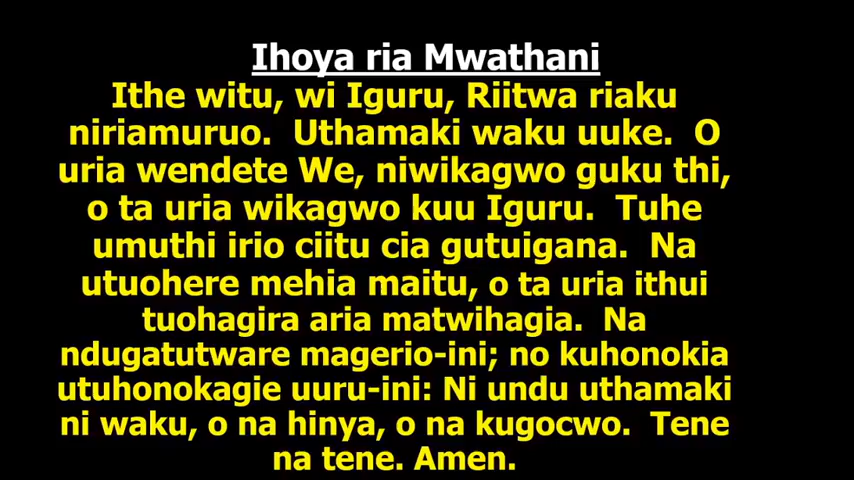 Ihoya ria Mwathani
Ithe witu, wi Iguru, Riitwa riaku
niriamuruo.  Uthamaki waku uuke.  O
uria wendete We, niwikagwo guku thi,
o ta uria wikagwo kuu Iguru.  Tuhe
umuthi irio ciitu cia gutuigana.  Na
utuohere mehia maitu, o ta uria ithui
tuohagira aria matwihagia.  Na
ndugatutware magerio-ini; no kuhonokia
utuhonokagie uuru-ini: Ni undu uthamaki
ni waku, o na hinya, o na kugocwo.  Tene
na tene. Amen.